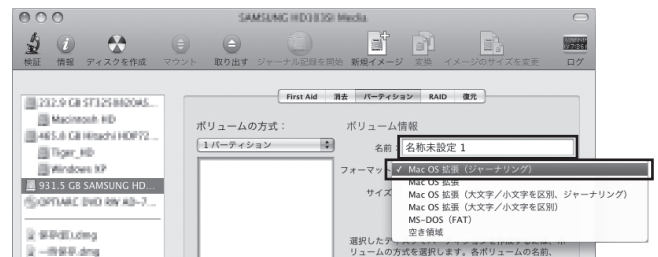 SAMSUNG HD103SI Media
検証
情報
ディスクを作成
マウント
取り出す
ジャーナル記録を開始
新規イメージ
変換
イメージのサイズを変更
ログ
232.9 GB ST3250820AS...
Macintosh HD
465.8 GB Hitachi HDP72...
Tiger_HD
Windows XP
931.5 GB SAMSUNG HD...
OPTIARC DVD RW AD-7...
First Aid
消去
パーティション
RAID
復元
ボリュームの方式：
1 パーティション
ボリューム情報
名前：
名称未設定 1
フォーマット
✓ Mac OS 拡張（ジャーナリング）
Mac OS 拡張
Mac OS 拡張（大文字／小文字を区別、ジャーナリング）
Mac OS 拡張（大文字／小文字を区別）
MS-DOS（FAT）
空き領域
サイズ
リュームの方式を選択します。各ボリュームの名前、